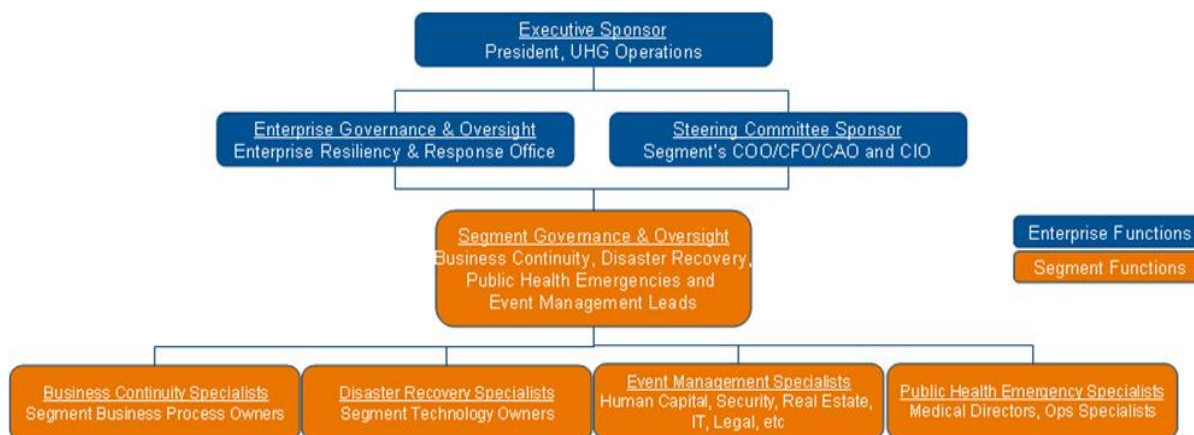 Executive Sponsor
President, UHG Operations
Enterprise Governance & Oversight
Enterprise Resiliency & Response Office
Steering Committee Sponsor
Segment's COO/CFO/CAO and CIO
Segment Governance & Oversight
Business Continuity, Disaster Recovery,
Public Health Emergencies and
Event Management Leads
Enterprise Functions
Segment Functions
Business Continuity Specialists
Segment Business Process Owners
Disaster Recovery Specialists
Segment Technology Owners
Event Management Specialists
Human Capital, Security, Real Estate,
IT, Legal, etc
Public Health Emergency Specialists
Medical Directors, Ops Specialists